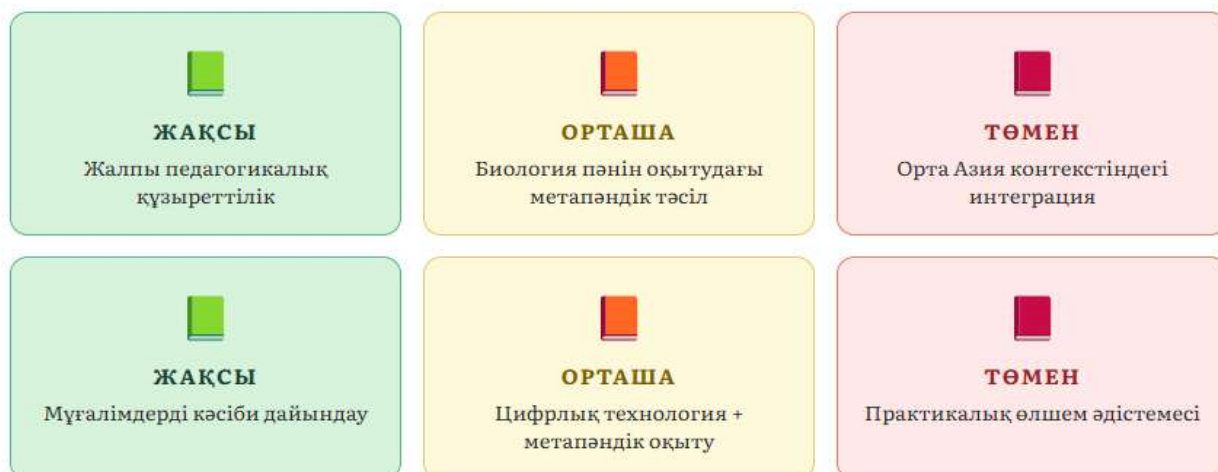 ЖАҚСЫ
Жалпы педагогикалық
құзыреттілік
ОРТАША
Биология пәнін оқытудағы
метапәндік тәсіл
ТӨМЕН
Орта Азия контекстіндегі
интеграция
ЖАҚСЫ
Мұғалімдерді кәсіби дайындау
ОРТАША
Цифрлық технология +
метапәндік оқыту
ТӨМЕН
Практикалық өлшем әдістемесі